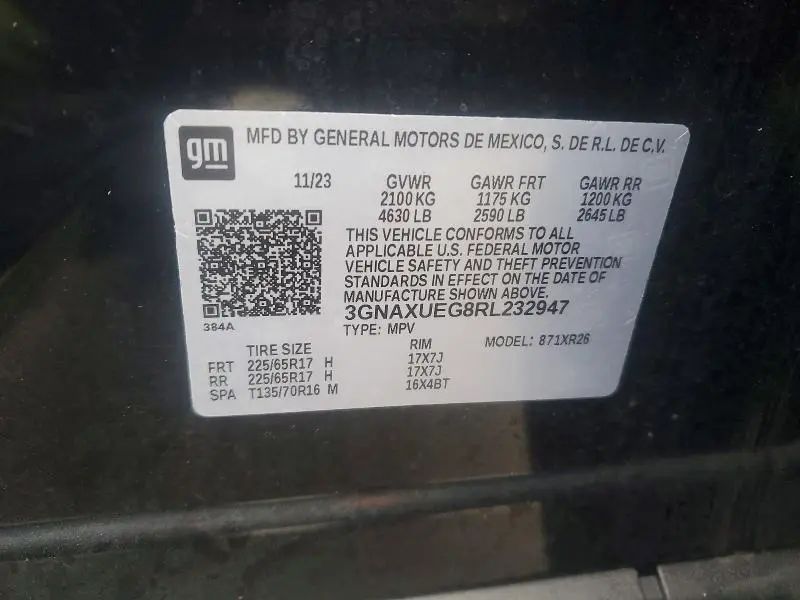 gm
MFD BY GENERAL MOTORS DE MEXICO, S. DE R.L. DE C.V.
11/23 GVWR GAWR FRT GAWR RR
2100 KG 1175 KG 1200 KG
4630 LB 2590 LB 2645 LB
THIS VEHICLE CONFORMS TO ALL
APPLICABLE U.S. FEDERAL MOTOR
VEHICLE SAFETY AND THEFT PREVENTION
STANDARDS IN EFFECT ON THE DATE OF
MANUFACTURE SHOWN ABOVE.
3GNAXUEG8RL232947
384A
TYPE: MPV MODEL: 871XR26
TIRE SIZE RIM
FRT 225/65R17 H 17X7J
RR 225/65R17 H 17X7J
SPA T135/70R16 M 16X4BT